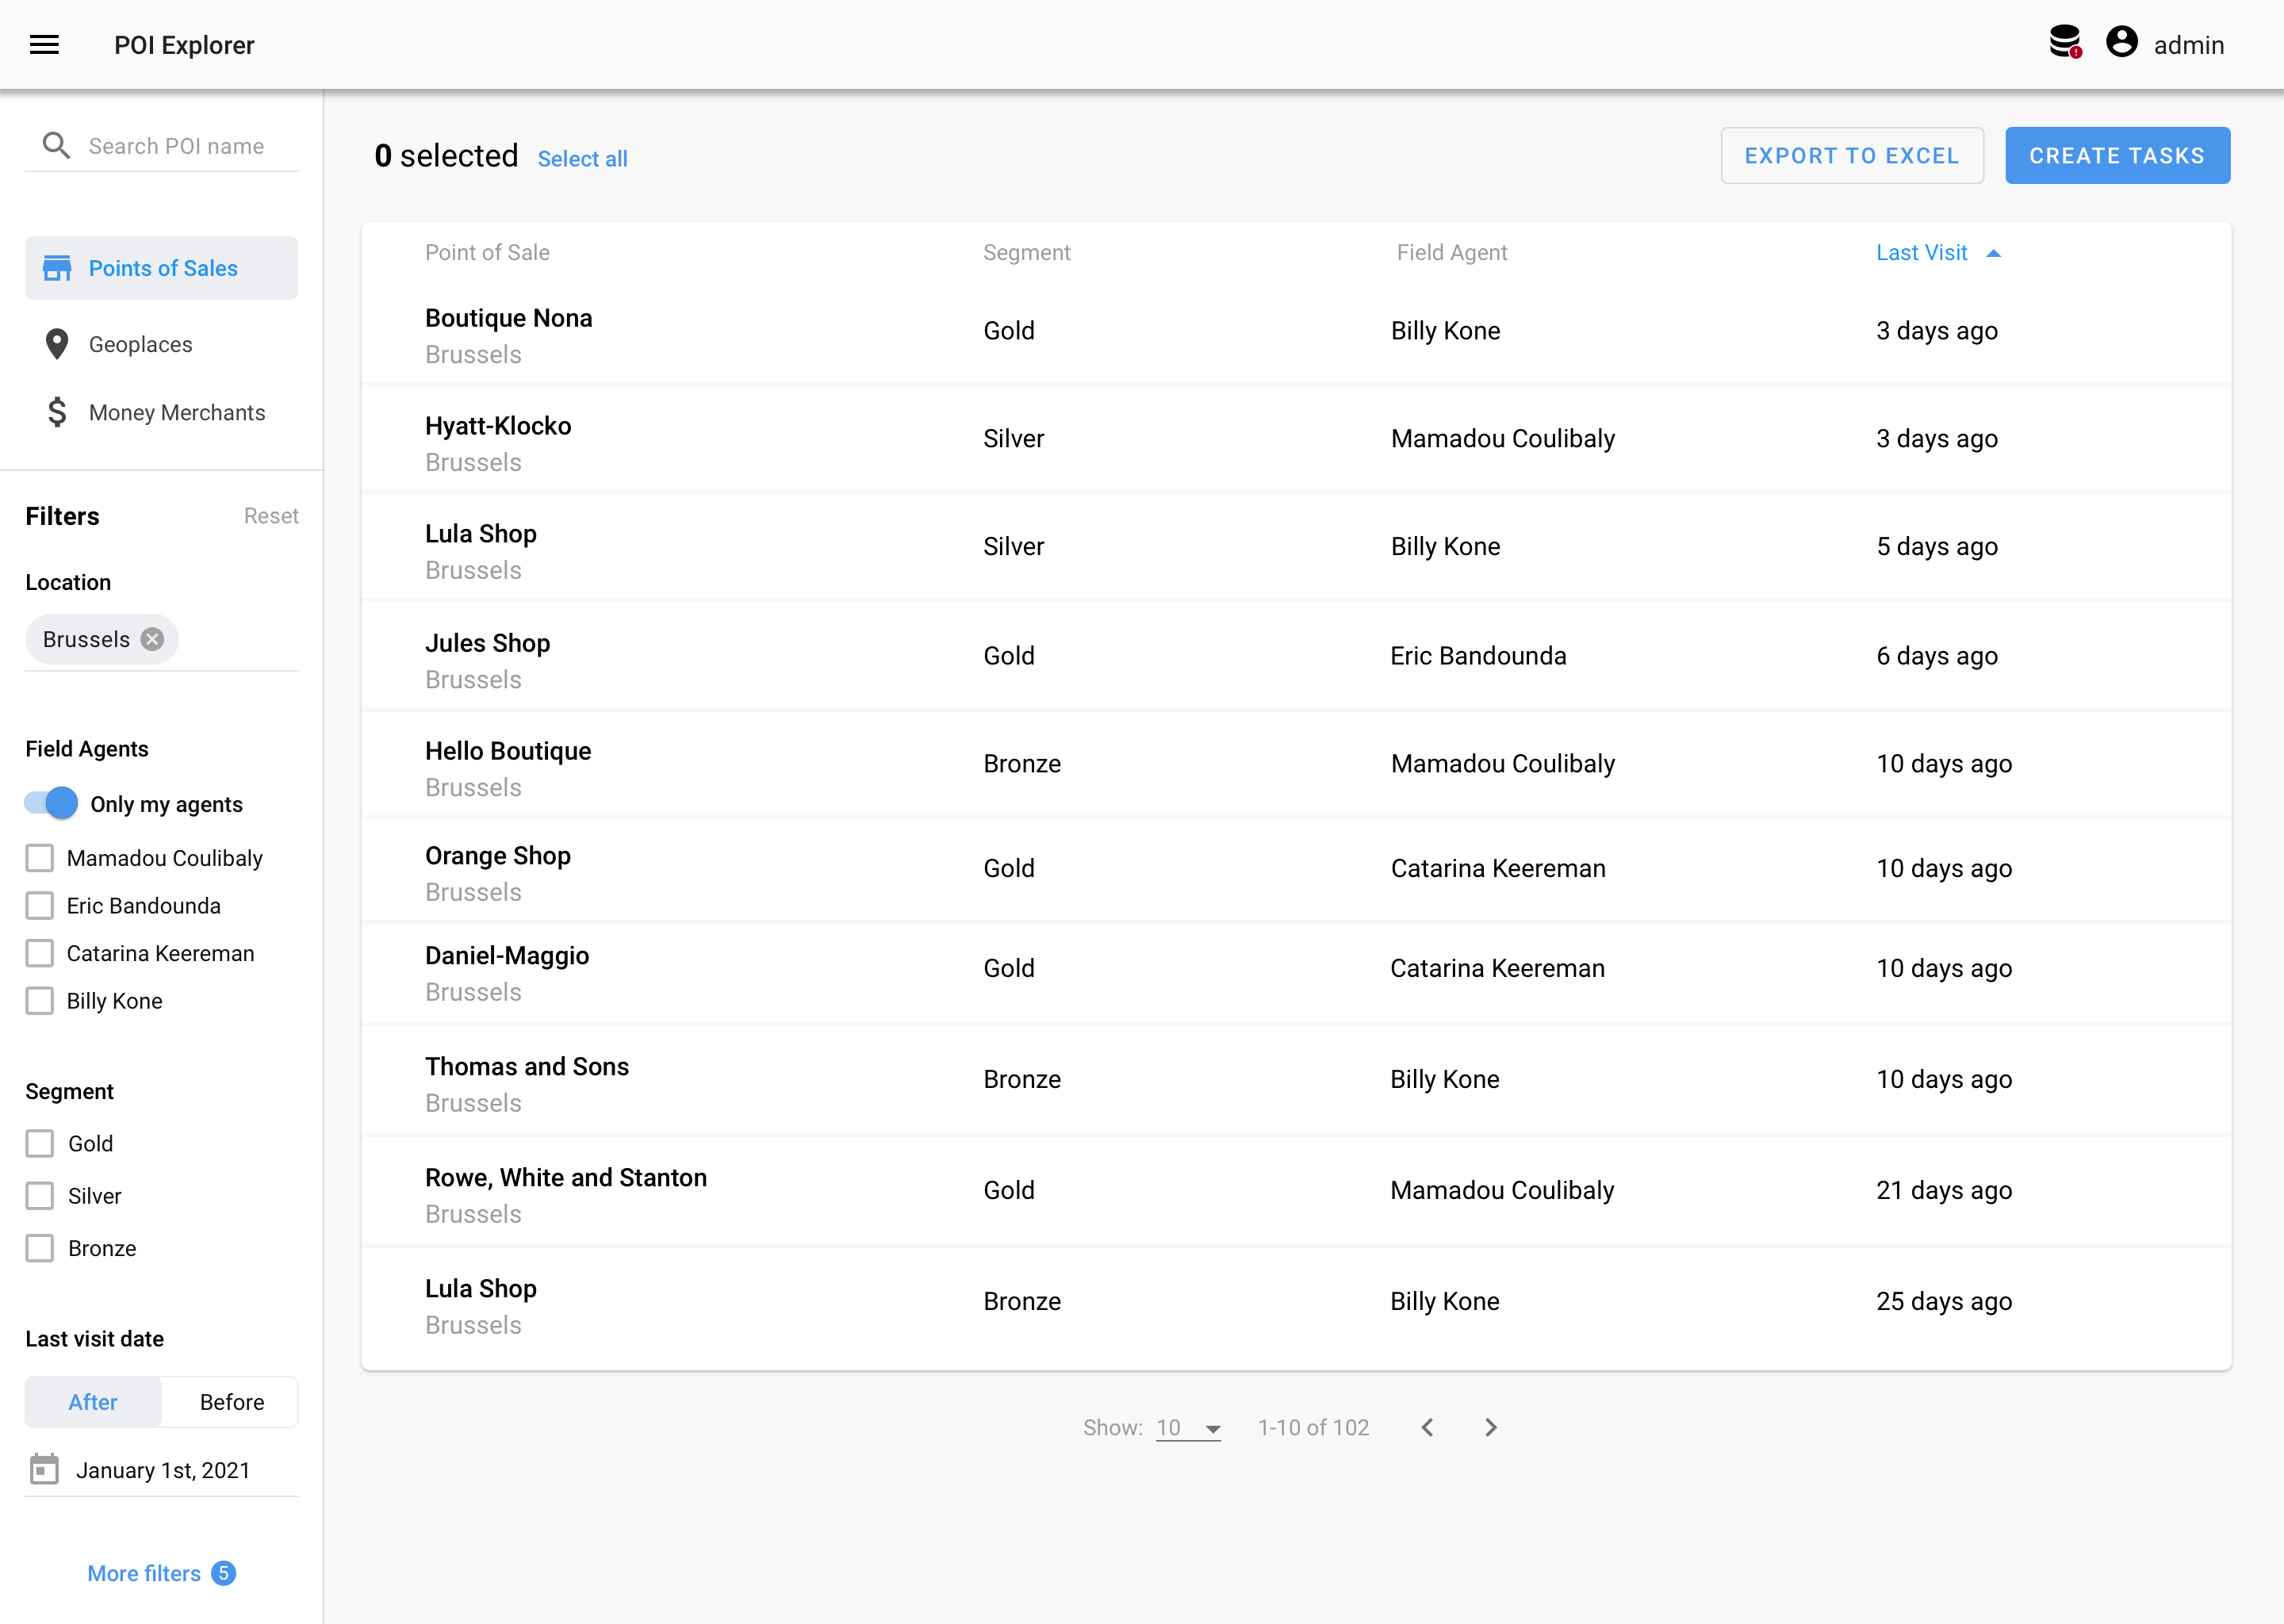 POI Explorer
admin
Search POI name
Points of Sales
Geoplaces
Money Merchants
Filters Reset
Location
Brussels
Field Agents
Only my agents
Mamadou Coulibaly
Eric Bandounda
Catarina Keereman
Billy Kone
Segment
Gold
Silver
Bronze
Last visit date
After Before
January 1st, 2021
More filters 5
0 selected Select all
EXPORT TO EXCEL CREATE TASKS
Point of Sale Segment Field Agent Last Visit
Boutique Nona
Brussels
Gold Billy Kone 3 days ago
Hyatt-Klocko
Brussels
Silver Mamadou Coulibaly 3 days ago
Lula Shop
Brussels
Silver Billy Kone 5 days ago
Jules Shop
Brussels
Gold Eric Bandounda 6 days ago
Hello Boutique
Brussels
Bronze Mamadou Coulibaly 10 days ago
Orange Shop
Brussels
Gold Catarina Keereman 10 days ago
Daniel-Maggio
Brussels
Gold Catarina Keereman 10 days ago
Thomas and Sons
Brussels
Bronze Billy Kone 10 days ago
Rowe, White and Stanton
Brussels
Gold Mamadou Coulibaly 21 days ago
Lula Shop
Brussels
Bronze Billy Kone 25 days ago
Show: 10 1-10 of 102